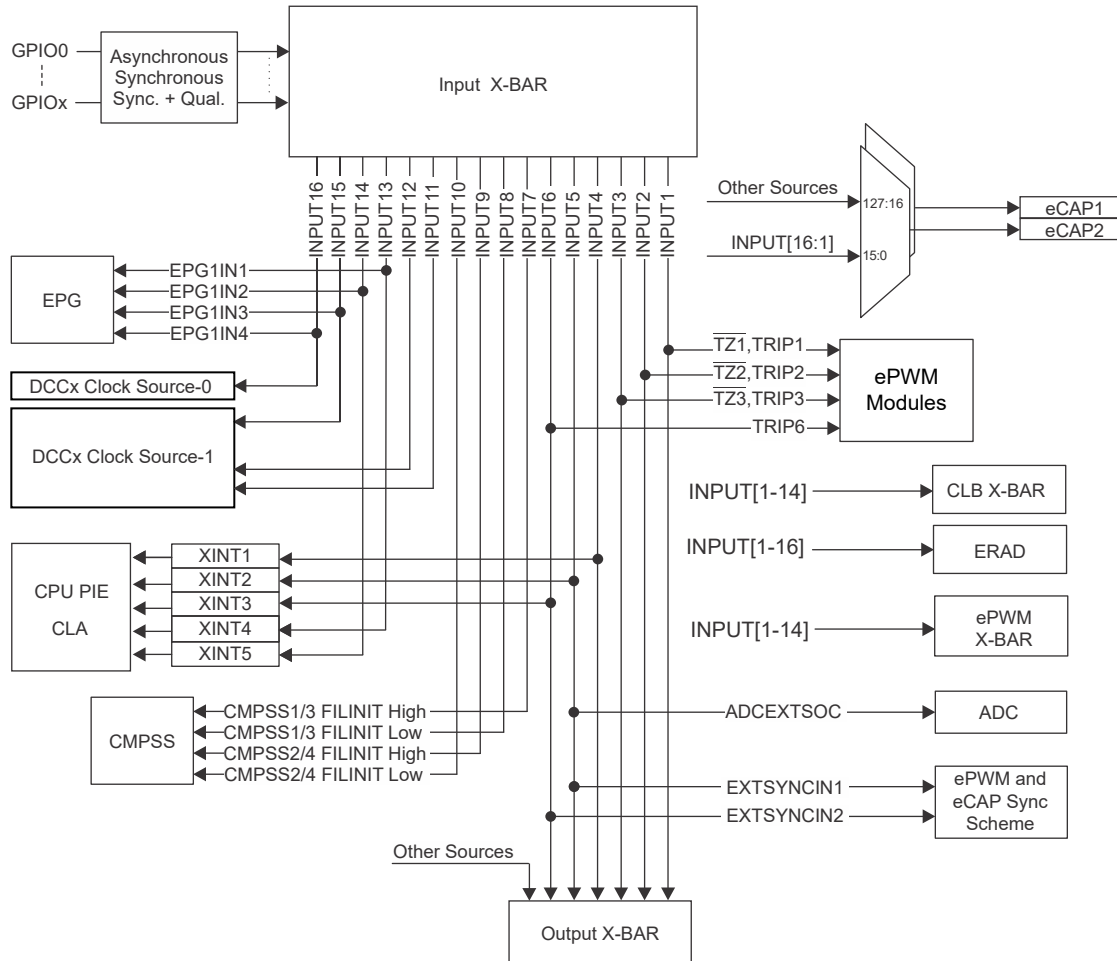 GPIO0
GPIOx
Asynchronous
Synchronous
Sync. + Qual.
Input X-BAR
INPUT16
INPUT15
INPUT14
INPUT13
INPUT12
INPUT11
INPUT10
INPUT9
INPUT8
INPUT7
INPUT6
INPUT5
INPUT4
INPUT3
INPUT2
INPUT1
Other Sources
127:16
INPUT[16:1]
15:0
eCAP1
eCAP2
EPG
EPG1IN1
EPG1IN2
EPG1IN3
EPG1IN4
DCCx Clock Source-0
DCCx Clock Source-1
TZ1,TRIP1
TZ2,TRIP2
TZ3,TRIP3
TRIP6
ePWM
Modules
INPUT[1-14]
CLB X-BAR
INPUT[1-16]
ERAD
INPUT[1-14]
ePWM
X-BAR
CPU PIE
CLA
XINT1
XINT2
XINT3
XINT4
XINT5
CMPSS
CMPSS1/3 FILINIT High
CMPSS1/3 FILINIT Low
CMPSS2/4 FILINIT High
CMPSS2/4 FILINIT Low
ADCEXTSOC
ADC
EXTSYNCIN1
EXTSYNCIN2
ePWM and
eCAP Sync
Scheme
Other Sources
Output X-BAR